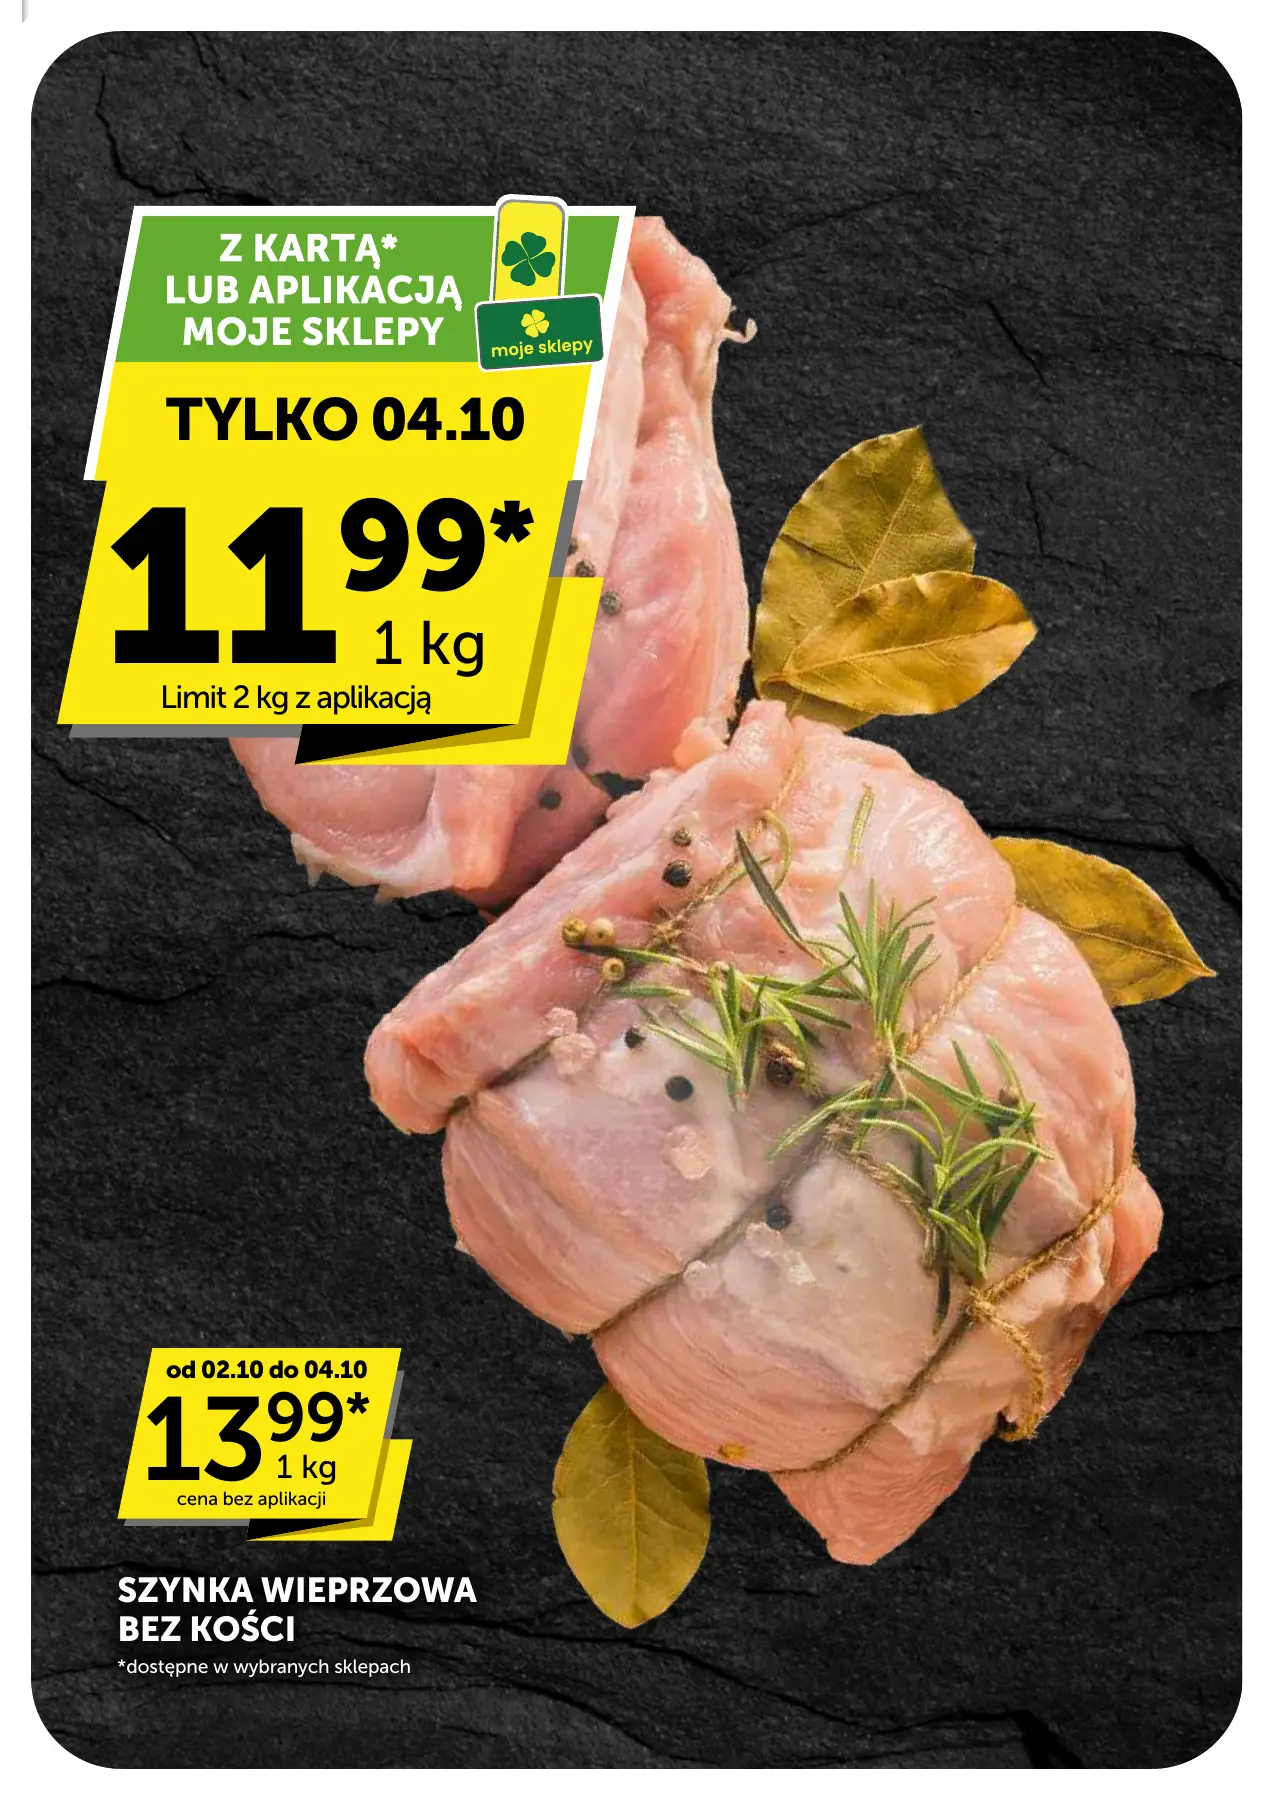 Z KARTĄ*
LUB APLIKACJĄ
MOJE SKLEPY
moje sklepy
TYLKO 04.10
11 99*
1 kg
Limit 2 kg z aplikacją
od 02.10 do 04.10
13 99*
1 kg
cena bez aplikacji
SZYNKA WIEPRZOWA
BEZ KOŚCI
*dostępne w wybranych sklepach